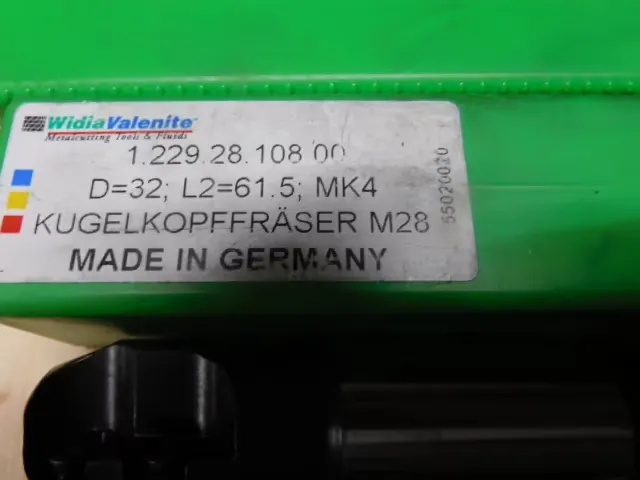 WidiaValenite
Metalcutting Tools & Fluids
1.229.28.108 00
D=32; L2=61.5; MK4
KUGELKOPFFRÄSER M28
MADE IN GERMANY
55020020